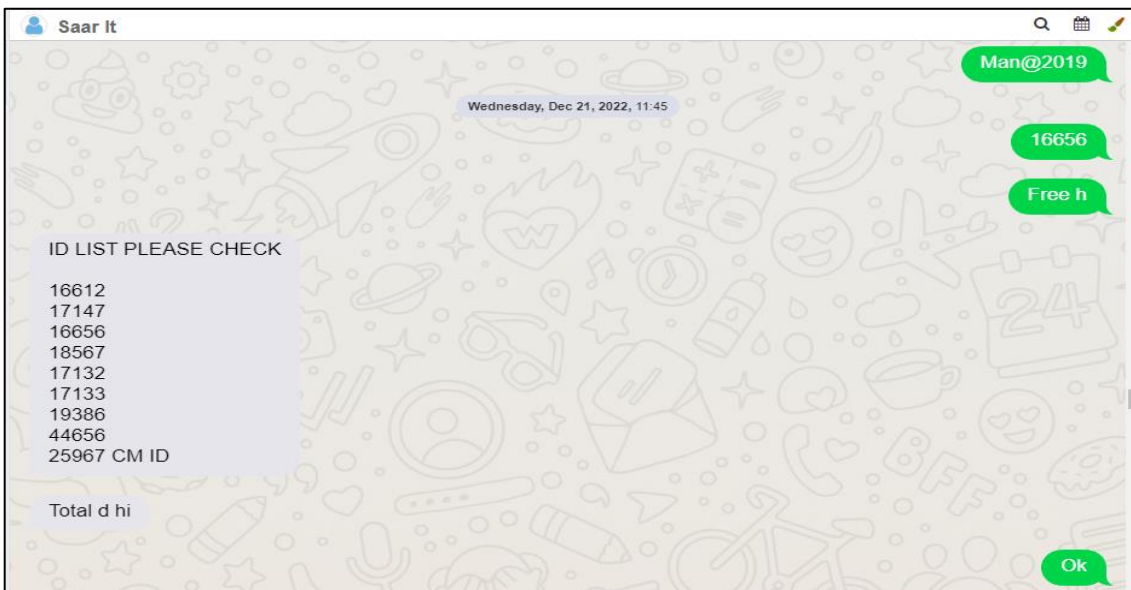 Saar It
Man@2019
Wednesday, Dec 21, 2022, 11:45
16656
Free h
ID LIST PLEASE CHECK
16612
17147
16656
18567
17132
17133
19386
44656
25967 CM ID
Total d hi
Ok